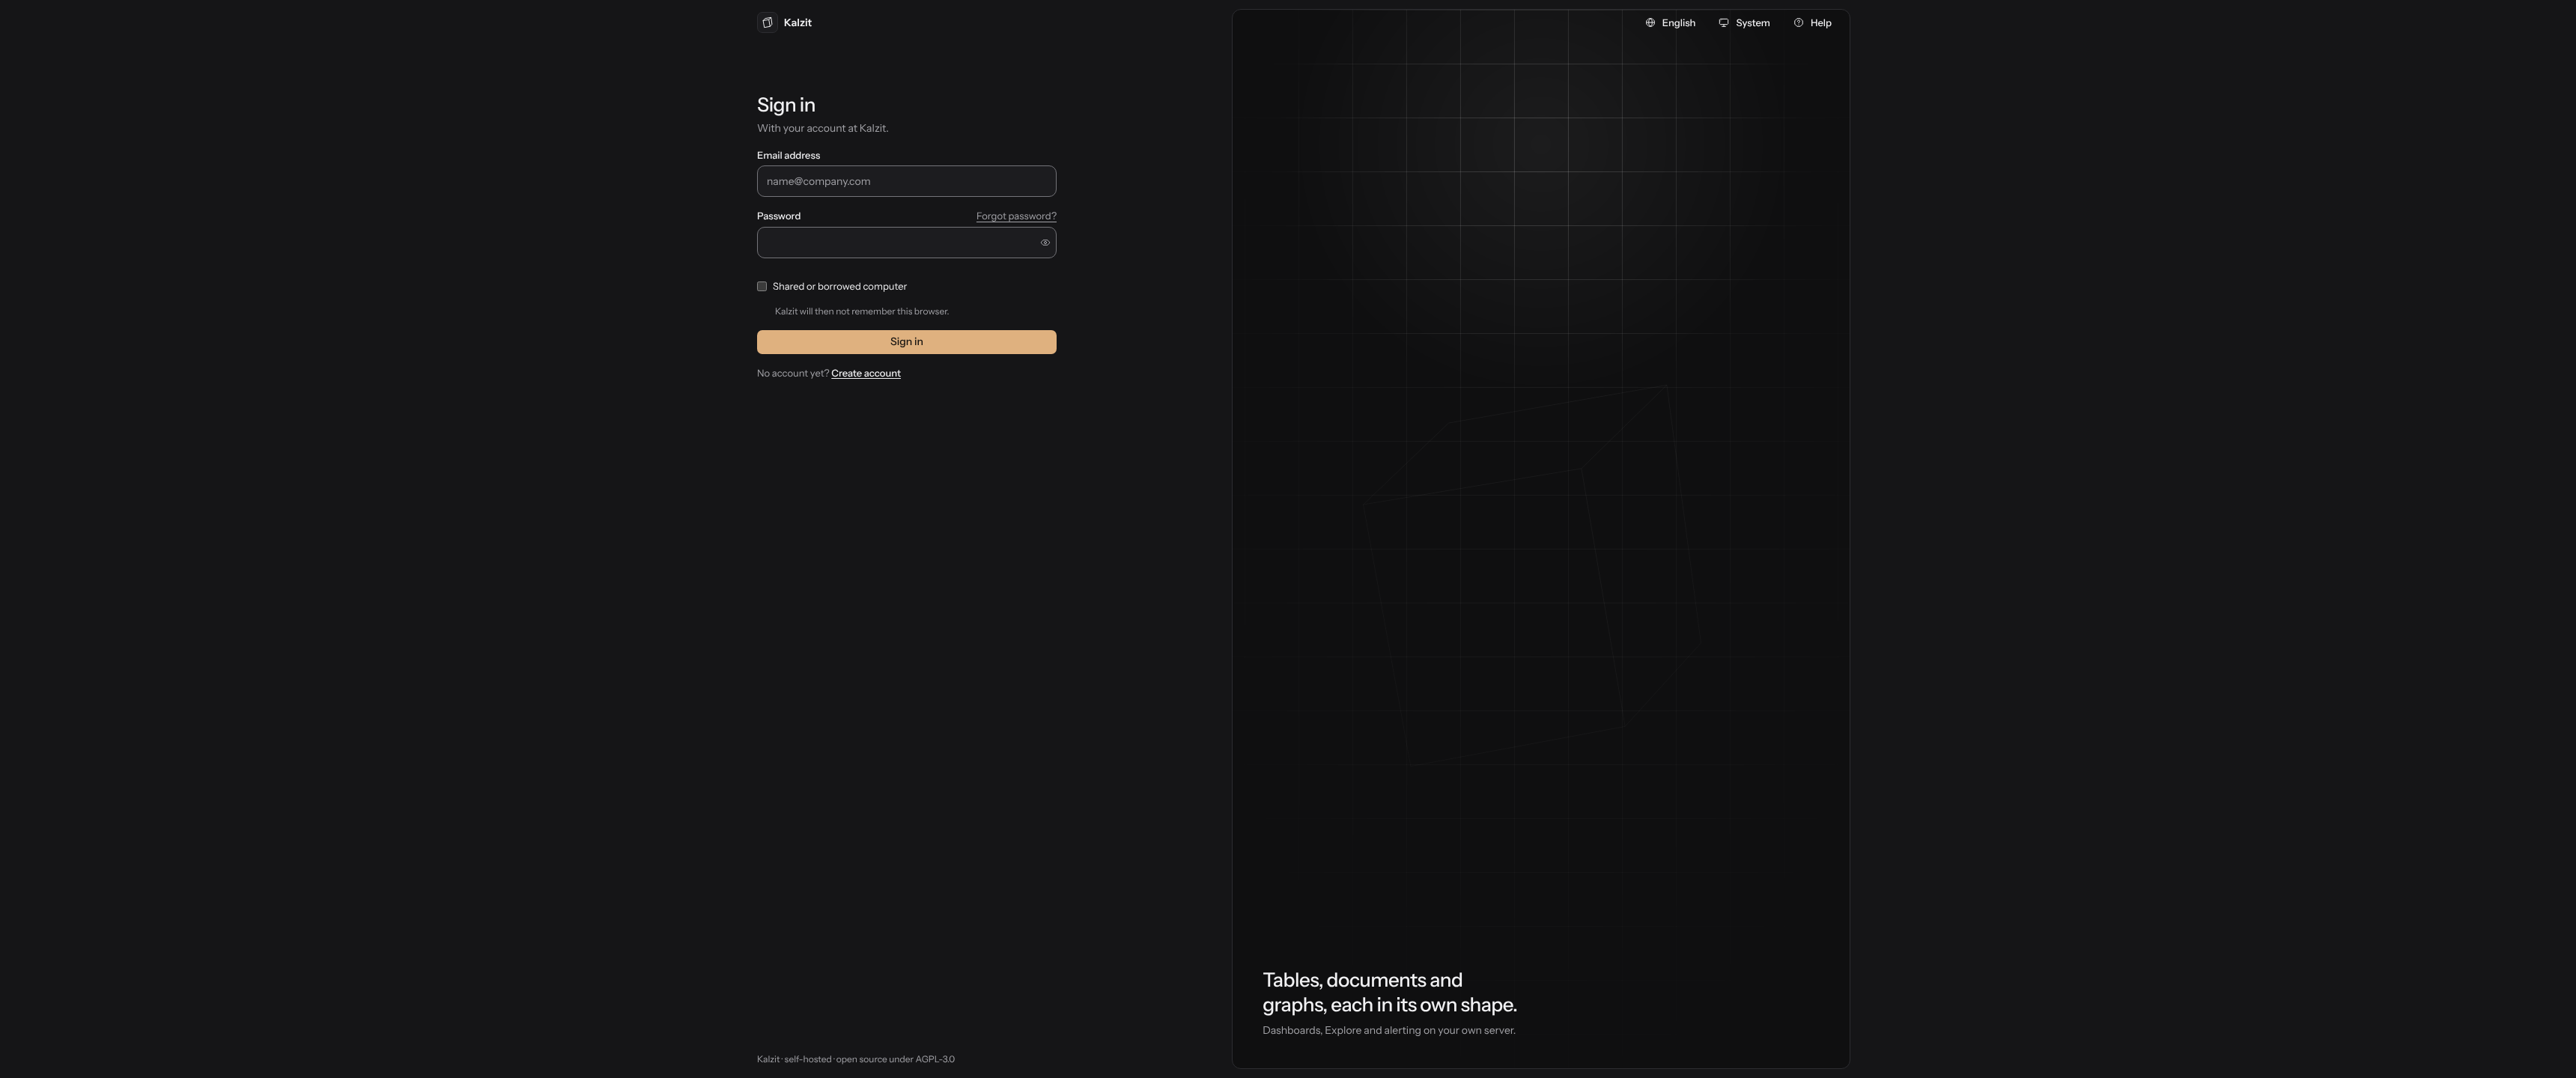 Kalzit
English
System
Help
Sign in
With your account at Kalzit.
Email address
name@company.com
Password
Forgot password?
Shared or borrowed computer
Kalzit will then not remember this browser.
Sign in
No account yet? Create account
Tables, documents and
graphs, each in its own shape.
Dashboards, Explore and alerting on your own server.
Kalzit · self-hosted · open source under AGPL-3.0